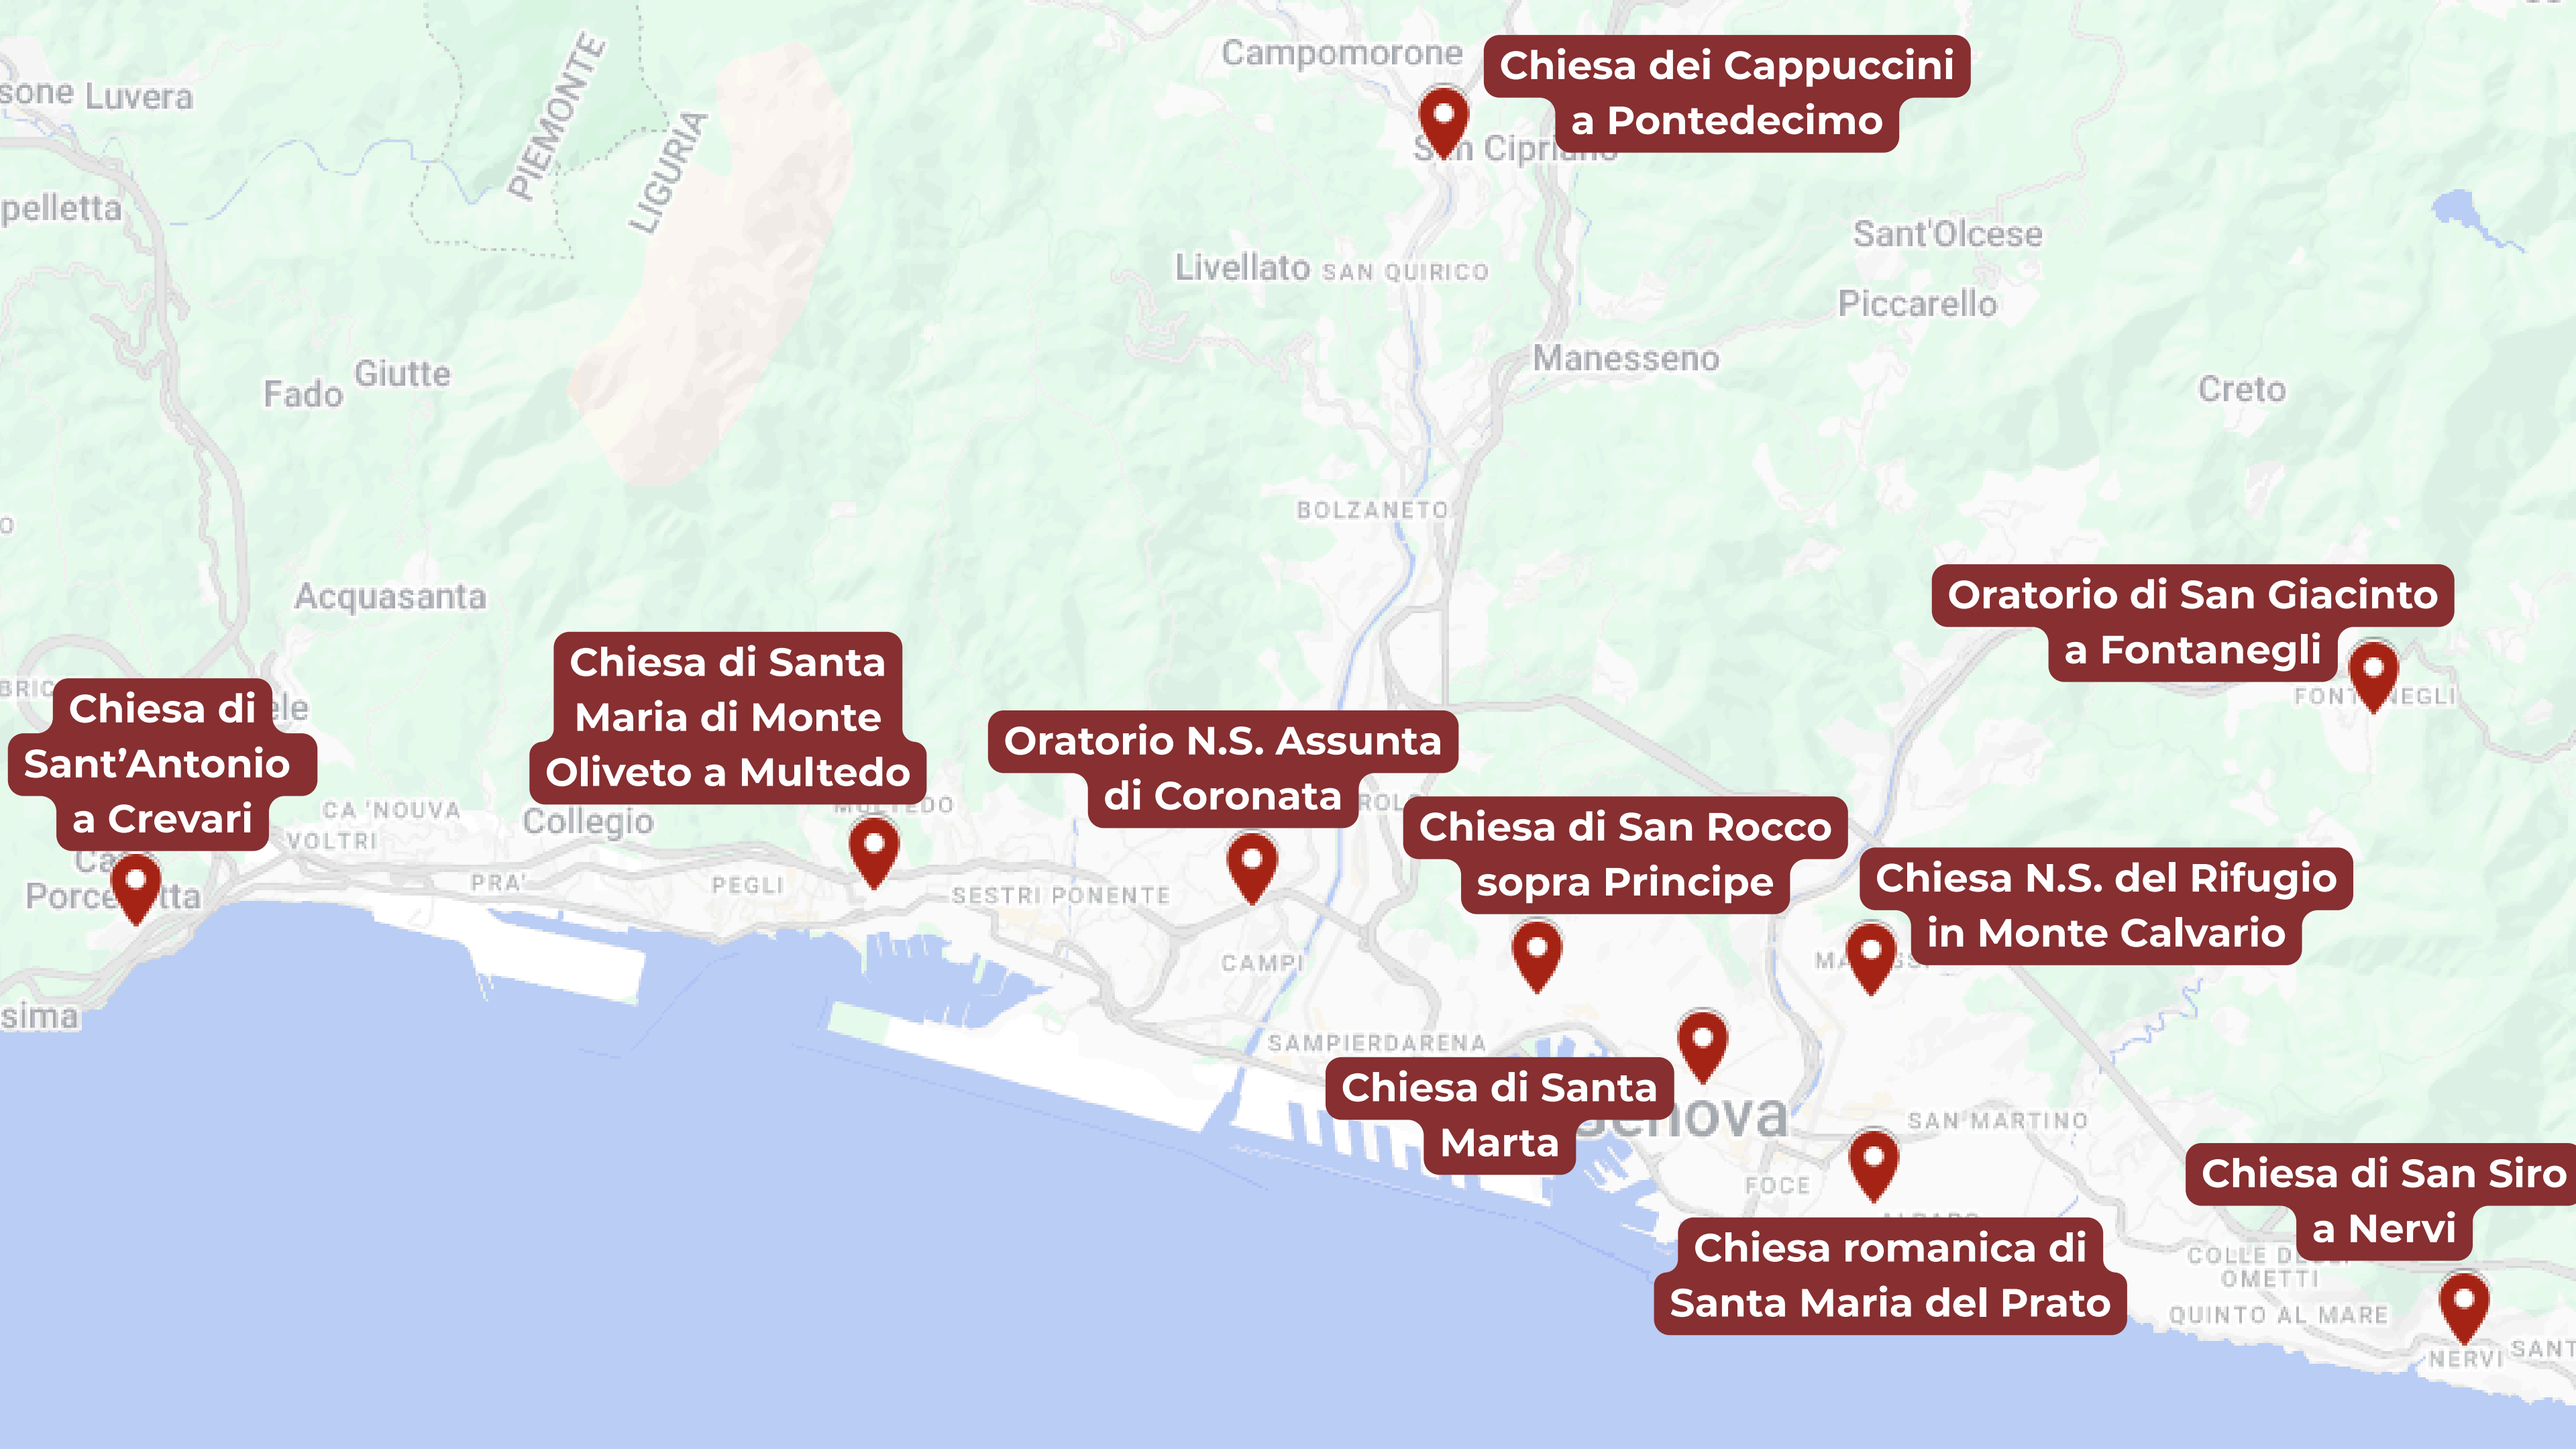 Campomorone
Chiesa dei Cappuccini
a Pontedecimo
Luvera
PIEMONTE
LIGURIA
Sant'Olcese
Livellato
SAN QUIRICO
Piccarello
Manesseno
Fado
Giutte
Creto
BOLZANETO
Acquasanta
Oratorio di San Giacinto
a Fontanegli
Chiesa di
Sant’Antonio
a Crevari
Chiesa di Santa
Maria di Monte
Oliveto a Multedo
Oratorio N.S. Assunta
di Coronata
CA 'NOUVA
VOLTRI
Collegio
Chiesa di San Rocco
sopra Principe
PRA'
PEGLI
SESTRI PONENTE
Chiesa N.S. del Rifugio
in Monte Calvario
CAMPI
SAMPIERDARENA
Chiesa di Santa
Marta
SAN MARTINO
FOCE
Chiesa di San Siro
a Nervi
Chiesa romanica di
Santa Maria del Prato
COLLE
OMETTI
QUINTO AL MARE
NERVI